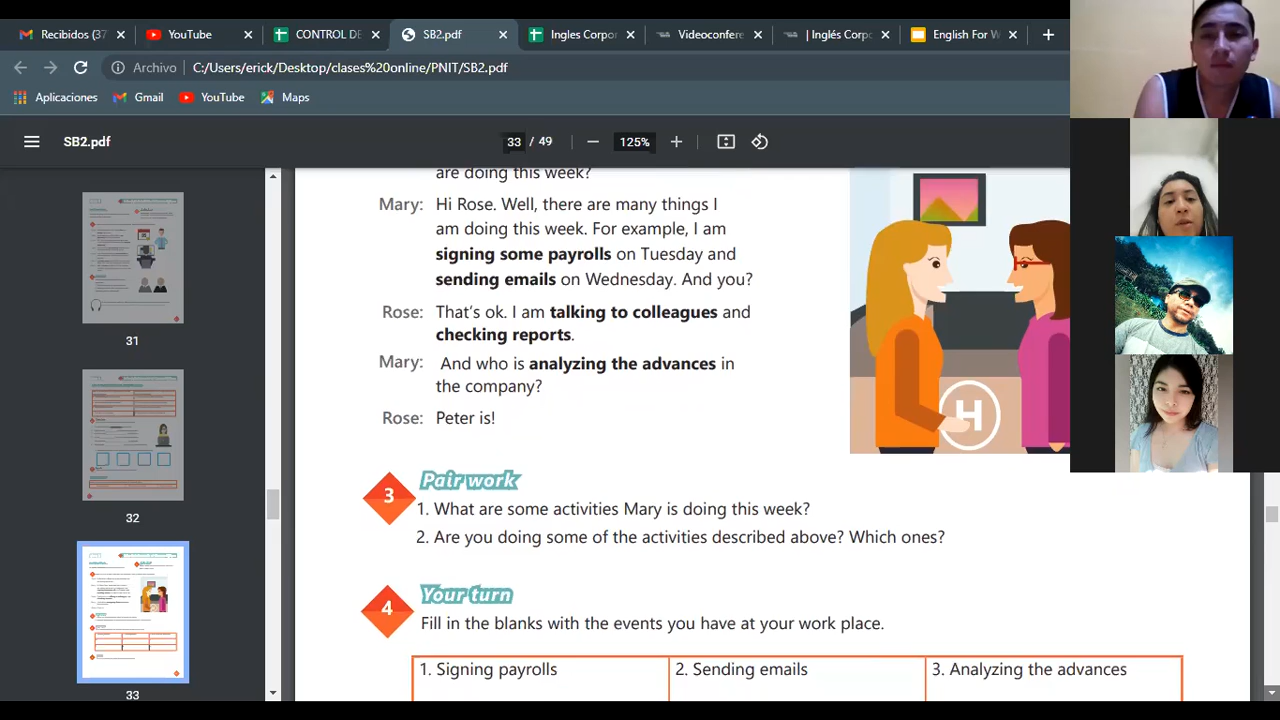 Recibidos (37
YouTube
CONTROL DE
SB2.pdf
Ingles Corpor
Videoconfere
| Inglés Corpo
English For W
Archivo
C:/Users/erick/Desktop/clases%20online/PNIT/SB2.pdf
Aplicaciones
Gmail
YouTube
Maps
SB2.pdf
33 / 49
125%
31
32
33
are doing this week?
Mary: Hi Rose. Well, there are many things I
am doing this week. For example, I am
signing some payrolls on Tuesday and
sending emails on Wednesday. And you?
Rose: That's ok. I am talking to colleagues and
checking reports.
Mary: And who is analyzing the advances in
the company?
Rose: Peter is!
3 Pair work
1. What are some activities Mary is doing this week?
2. Are you doing some of the activities described above? Which ones?
4 Your turn
Fill in the blanks with the events you have at your work place.
1. Signing payrolls
2. Sending emails
3. Analyzing the advances